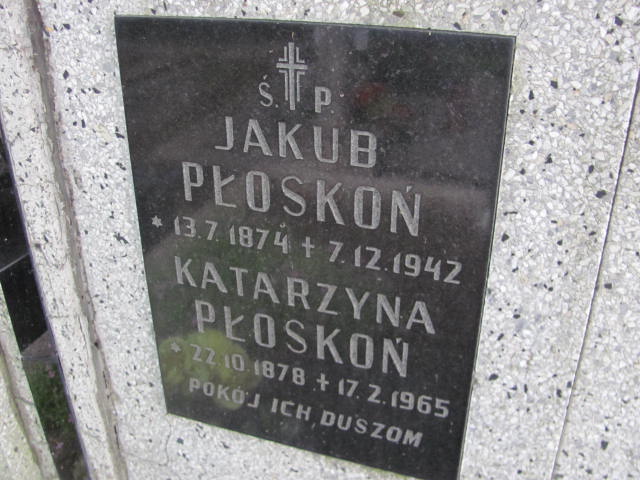 Ś. P.
JAKUB
PŁOSKOŃ
* 13.7.1874 + 7.12.1942
KATARZYNA
PŁOSKOŃ
* 22.10.1878 + 17.2.1965
POKÓJ ICH DUSZOM